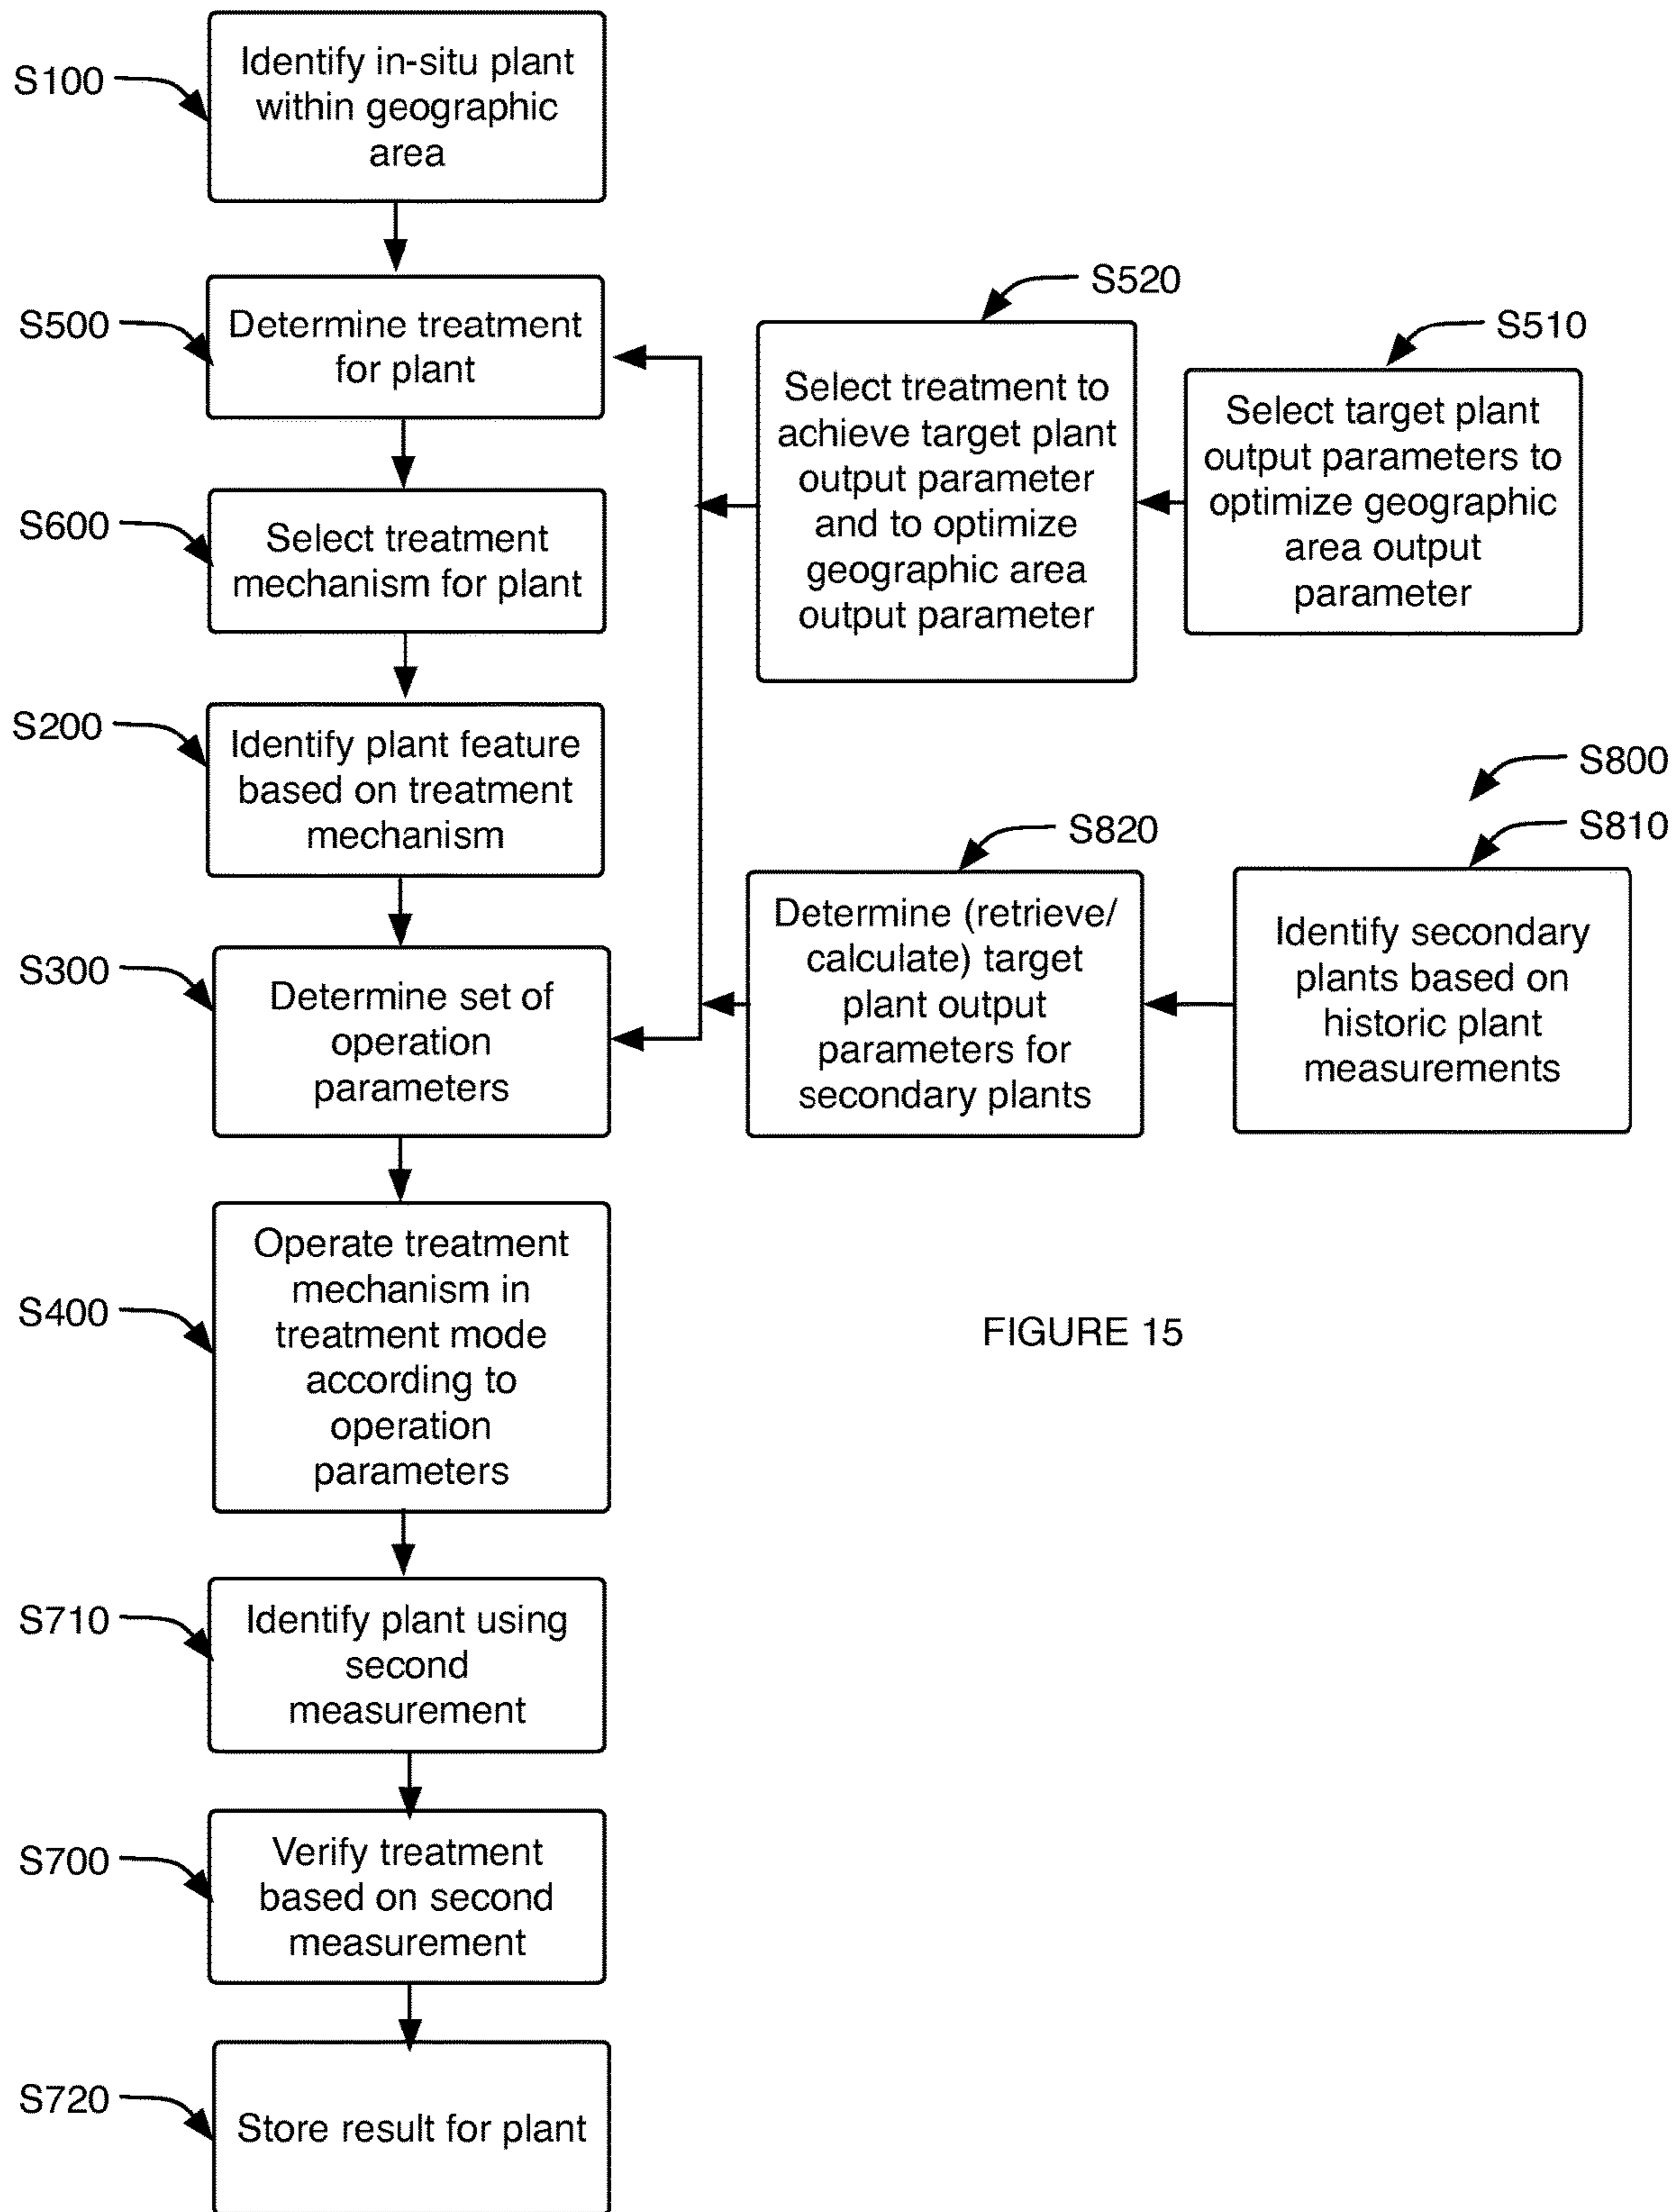 S100
Identify in-situ plant
within geographic
area
S500
Determine treatment
for plant
S520
Select treatment to
achieve target plant
output parameter
and to optimize
geographic area
output parameter
S510
Select target plant
output parameters to
optimize geographic
area output
parameter
S600
Select treatment
mechanism for plant
S200
Identify plant feature
based on treatment
mechanism
S800
S810
Identify secondary
plants based on
historic plant
measurements
S820
Determine (retrieve/
calculate) target
plant output
parameters for
secondary plants
S300
Determine set of
operation
parameters
S400
Operate treatment
mechanism in
treatment mode
according to
operation
parameters
FIGURE 15
S710
Identify plant using
second
measurement
S700
Verify treatment
based on second
measurement
S720
Store result for plant